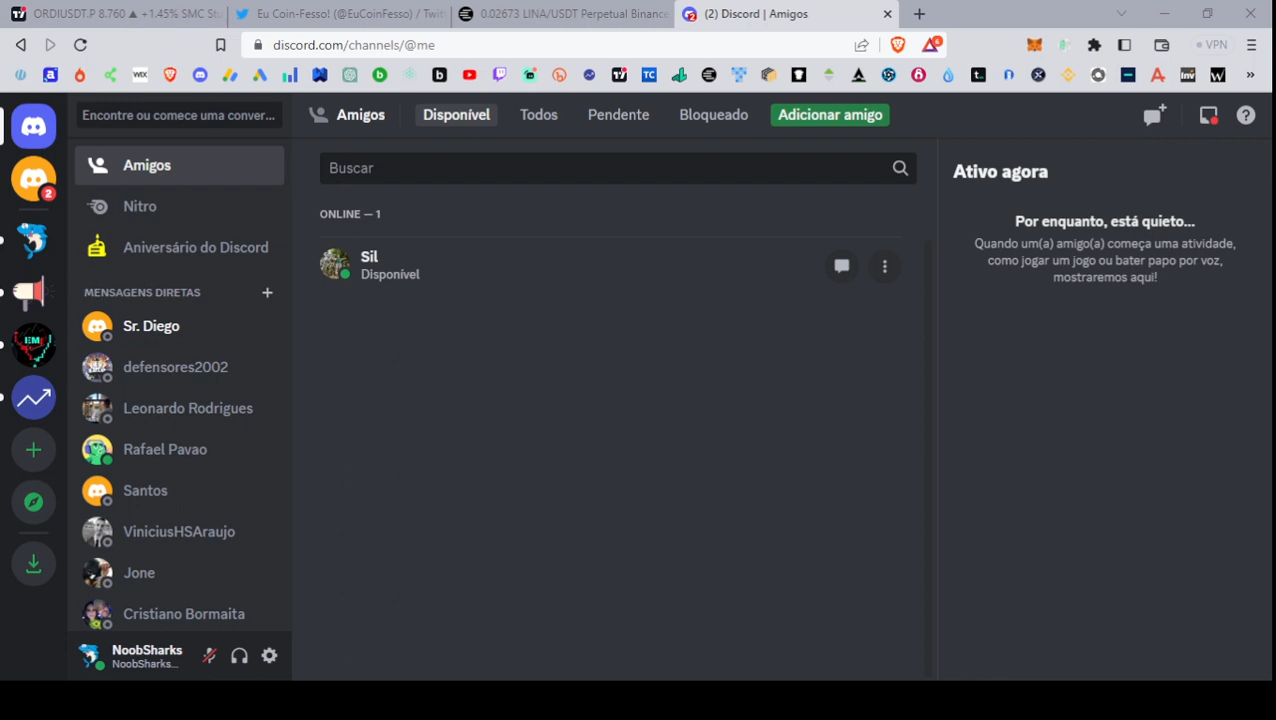 ORDIUSDT.P 8.760 ▲ +1.45% SMC St
Eu Coin-Fesso! (@EuCoinFesso) / Twit
0.02673 LINA/USDT Perpetual Binance
(2) Discord | Amigos
discord.com/channels/@me
VPN
WIX
Encontre ou comece uma conver...
Amigos
Disponível
Todos
Pendente
Bloqueado
Adicionar amigo
Amigos
Nitro
Aniversário do Discord
MENSAGENS DIRETAS
Sr. Diego
defensores2002
Leonardo Rodrigues
Rafael Pavao
Santos
ViniciusHSAraujo
Jone
Cristiano Bormaita
NoobSharks
NoobSharks...
2
EM
Buscar
ONLINE — 1
Sil
Disponível
Ativo agora
Por enquanto, está quieto...
Quando um(a) amigo(a) começa uma atividade,
como jogar um jogo ou bater papo por voz,
mostraremos aqui!